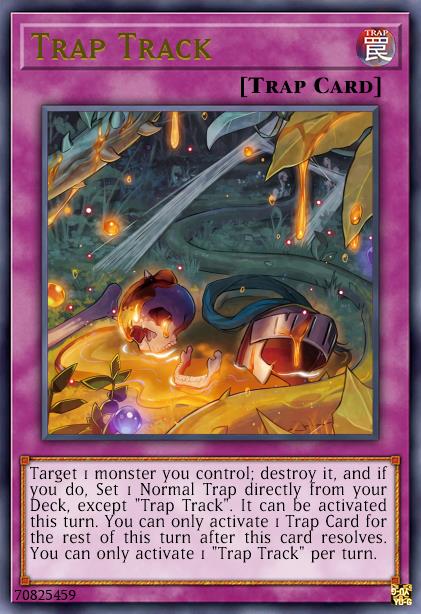 Trap Track
TRAP
罠
[Trap Card]
Target 1 monster you control; destroy it, and if
you do, Set 1 Normal Trap directly from your
Deck, except "Trap Track". It can be activated
this turn. You can only activate 1 Trap Card for
the rest of this turn after this card resolves.
You can only activate 1 "Trap Track" per turn.
70825459